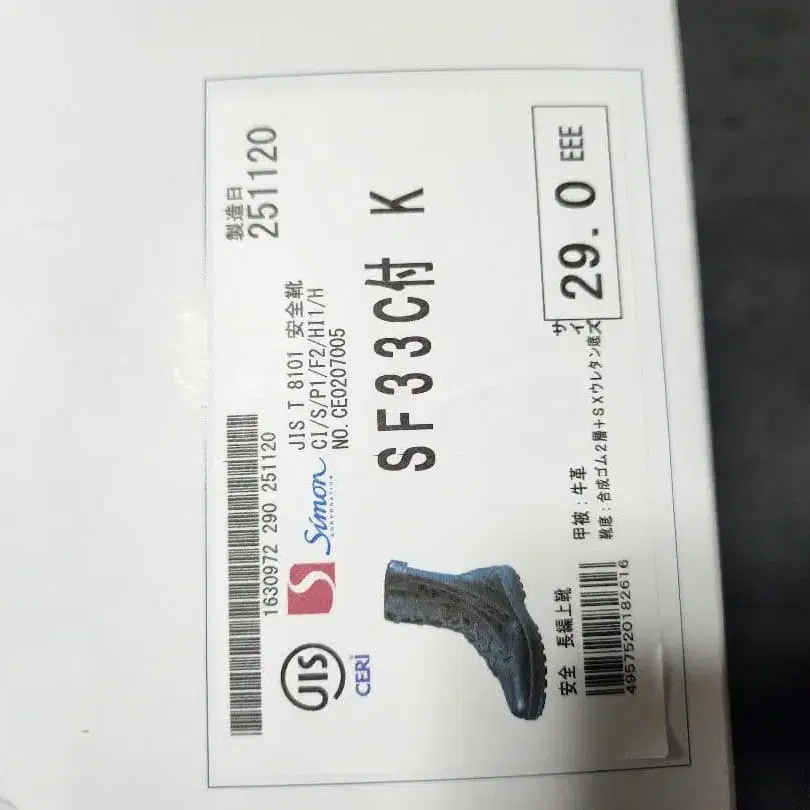 1630972 290 251120
製造日
251120
JIS
CERI
Simon
CORPORATION
JIS T 8101 安全靴
CI/S/P1/F2/HI1/H
NO.CE0207005
SF33C付 K
安全 長編上靴
4957520182616
甲被：牛革
靴底：合成ゴム2層+SXウレタン底
サイズ
29.0 EEE